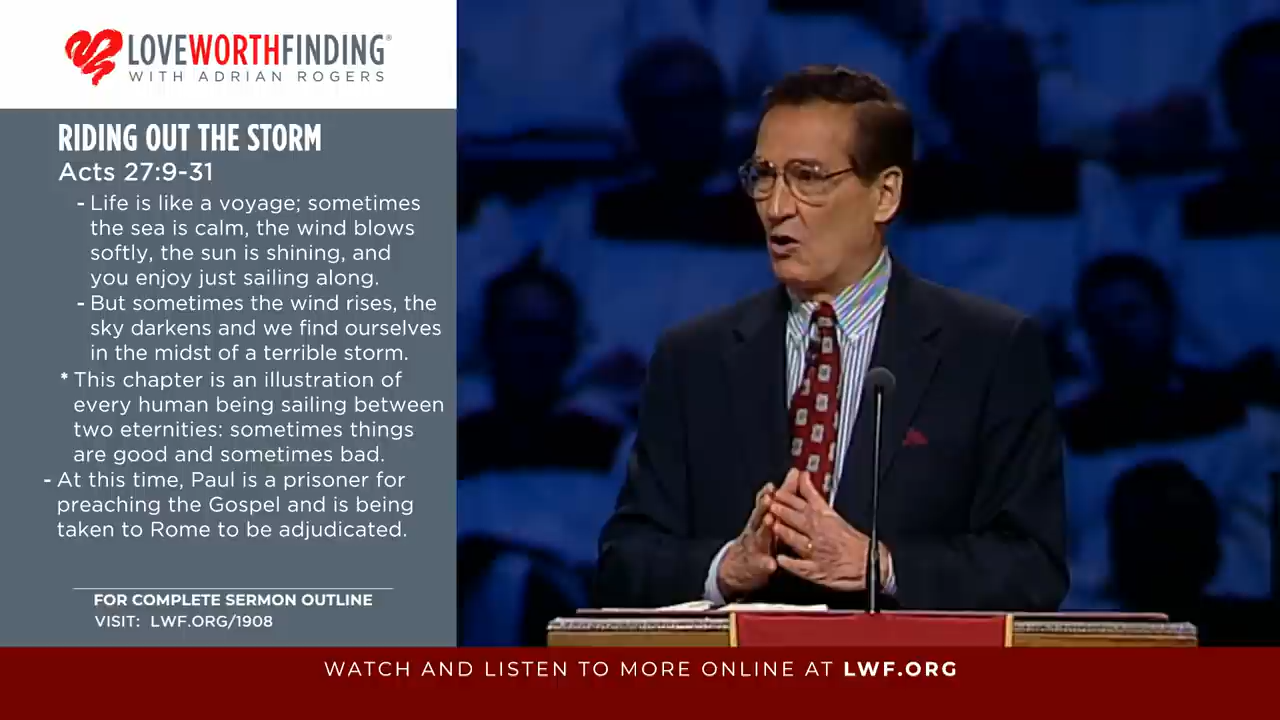 LOVEWORTHFINDING®
WITH ADRIAN ROGERS
RIDING OUT THE STORM
Acts 27:9-31
- Life is like a voyage; sometimes
the sea is calm, the wind blows
softly, the sun is shining, and
you enjoy just sailing along.
- But sometimes the wind rises, the
sky darkens and we find ourselves
in the midst of a terrible storm.
* This chapter is an illustration of
every human being sailing between
two eternities: sometimes things
are good and sometimes bad.
- At this time, Paul is a prisoner for
preaching the Gospel and is being
taken to Rome to be adjudicated.
FOR COMPLETE SERMON OUTLINE
VISIT: LWF.ORG/1908
WATCH AND LISTEN TO MORE ONLINE AT LWF.ORG